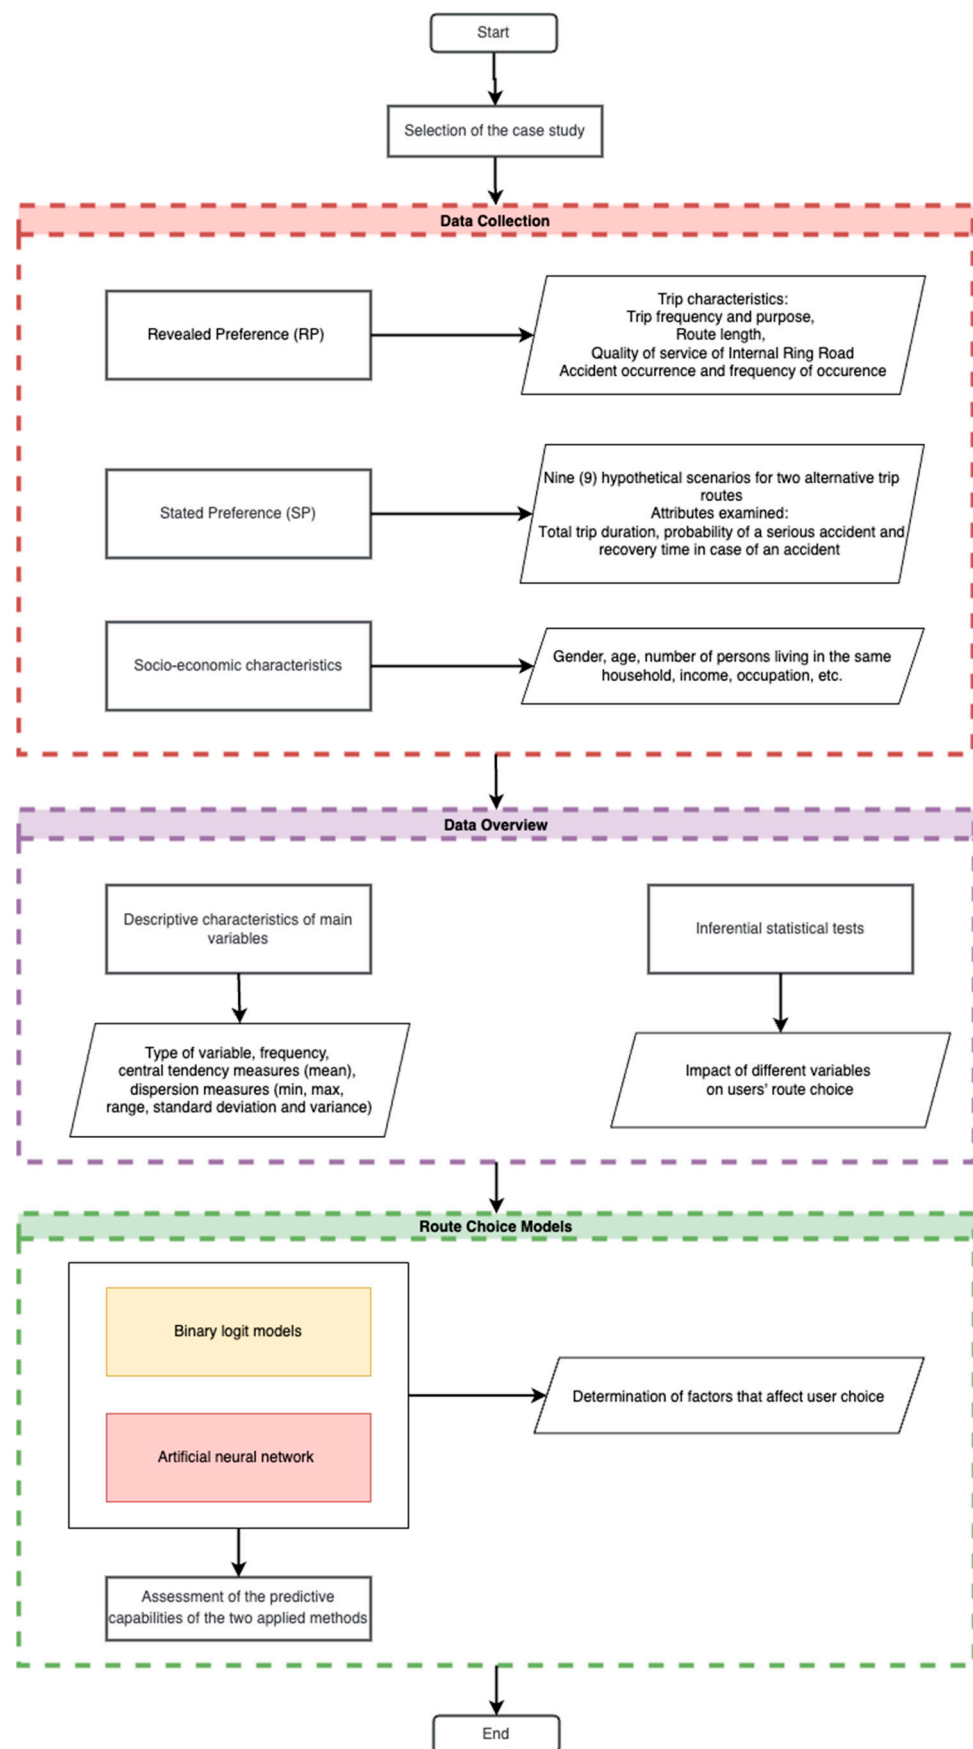 Start
Selection of the case study
Data Collection
Revealed Preference (RP)
Trip characteristics:
Trip frequency and purpose,
Route length,
Quality of service of Internal Ring Road
Accident occurrence and frequency of occurence
Stated Preference (SP)
Nine (9) hypothetical scenarios for two alternative trip
routes
Attributes examined:
Total trip duration, probability of a serious accident and
recovery time in case of an accident
Socio-economic characteristics
Gender, age, number of persons living in the same
household, income, occupation, etc.
Data Overview
Descriptive characteristics of main
variables
Inferential statistical tests
Type of variable, frequency,
central tendency measures (mean),
dispersion measures (min, max,
range, standard deviation and variance)
Impact of different variables
on users' route choice
Route Choice Models
Binary logit models
Artificial neural network
Determination of factors that affect user choice
Assessment of the predictive
capabilities of the two applied methods
End